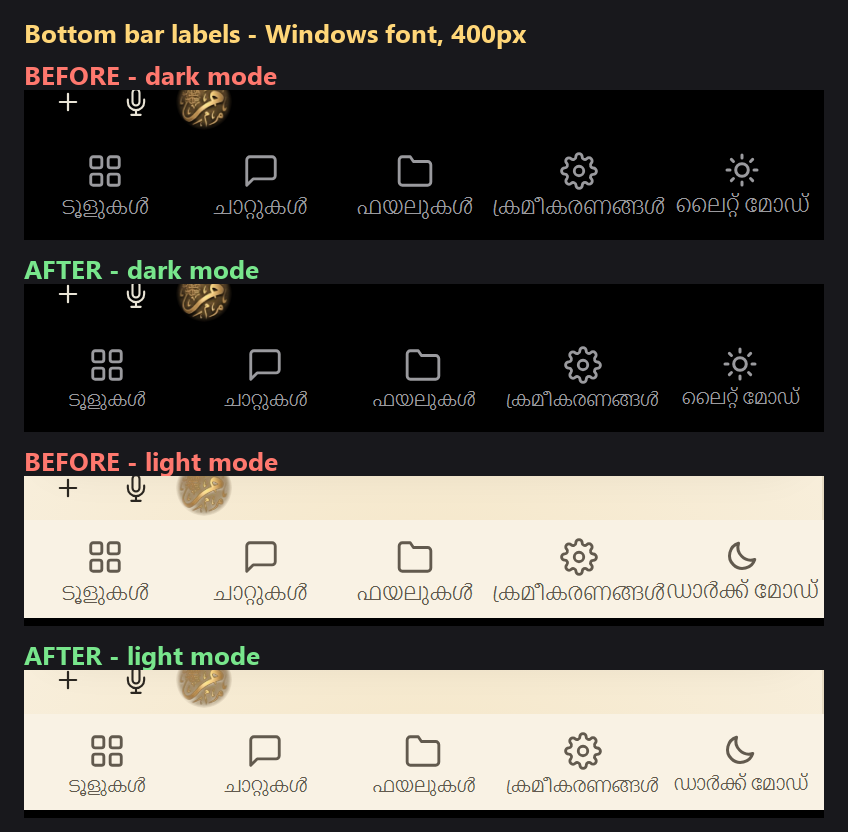 Bottom bar labels - Windows font, 400px
BEFORE - dark mode
ടൂളുകൾ ചാറ്റുകൾ ഫയലുകൾ ക്രമീകരണങ്ങൾ ലൈറ്റ് മോഡ്
AFTER - dark mode
ടൂളുകൾ ചാറ്റുകൾ ഫയലുകൾ ക്രമീകരണങ്ങൾ ലൈറ്റ് മോഡ്
BEFORE - light mode
ടൂളുകൾ ചാറ്റുകൾ ഫയലുകൾ ക്രമീകരണങ്ങൾ ഡാർക്ക് മോഡ്
AFTER - light mode
ടൂളുകൾ ചാറ്റുകൾ ഫയലുകൾ ക്രമീകരണങ്ങൾ ഡാർക്ക് മോഡ്